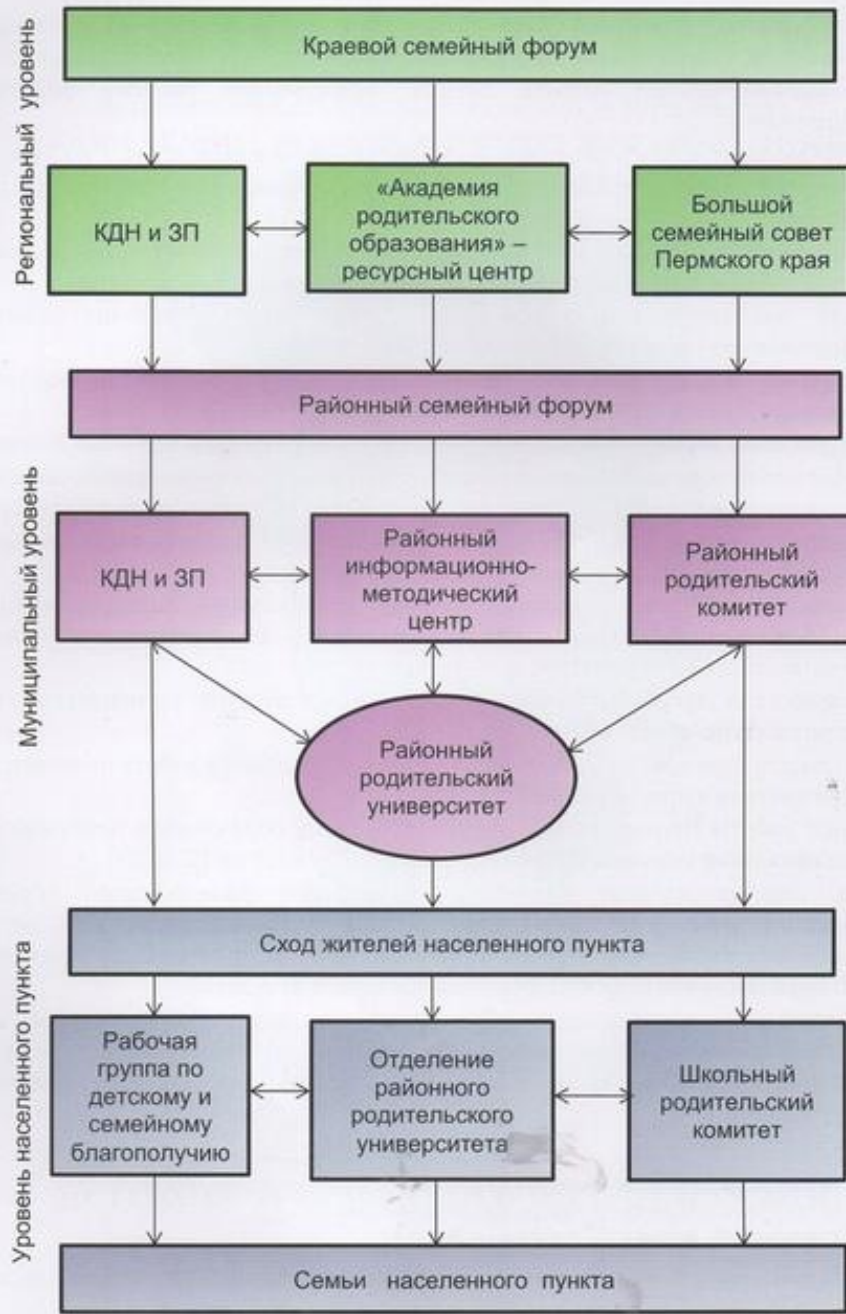 Региональный уровень
Краевой семейный форум
КДН и ЗП
«Академия
родительского
образования» –
ресурсный центр
Большой
семейный совет
Пермского края
Муниципальный уровень
Районный семейный форум
КДН и ЗП
Районный
информационно-
методический
центр
Районный
родительский
комитет
Районный
родительский
университет
Уровень населенного пункта
Сход жителей населенного пункта
Рабочая
группа по
детскому и
семейному
благополучию
Отделение
районного
родительского
университета
Школьный
родительский
комитет
Семьи населенного пункта